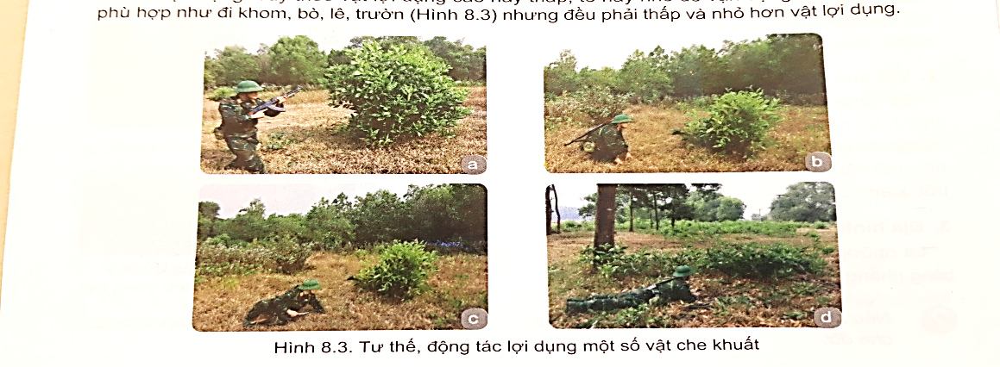 phù hợp như đi khom, bò, lê, trườn (Hình 8.3) nhưng đều phải thấp và nhỏ hơn vật lợi dụng.
a
b
c
d
Hình 8.3. Tư thế, động tác lợi dụng một số vật che khuất